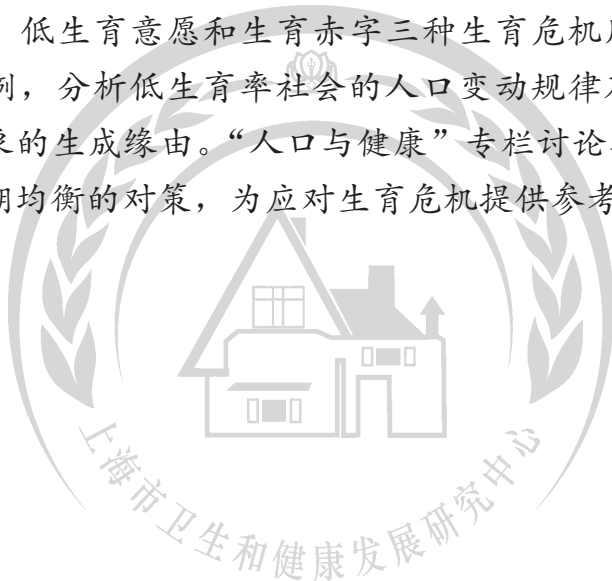 低生育意愿和生育赤字三种生育危机
例，分析低生育率社会的人口变动规律
的生成缘由。“人口与健康”专栏讨论
期均衡的对策，为应对生育危机提供参考
上海市卫生和健康发展研究中心